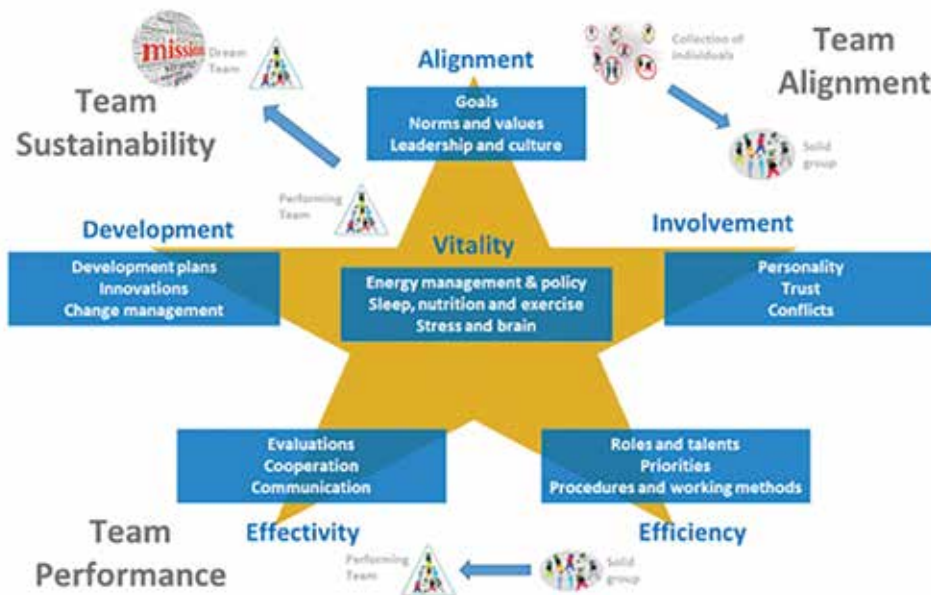 mission
Dream
Team
Team
Sustainability
Performing
Team
Alignment
Goals
Norms and values
Leadership and culture
Collection of
individuals
Team
Alignment
Solid
group
Development
Development plans
Innovations
Change management
Vitality
Energy management & policy
Sleep, nutrition and exercise
Stress and brain
Involvement
Personality
Trust
Conflicts
Evaluations
Cooperation
Communication
Effectivity
Roles and talents
Priorities
Procedures and working methods
Efficiency
Team
Performance
Performing
Team
Solid
group